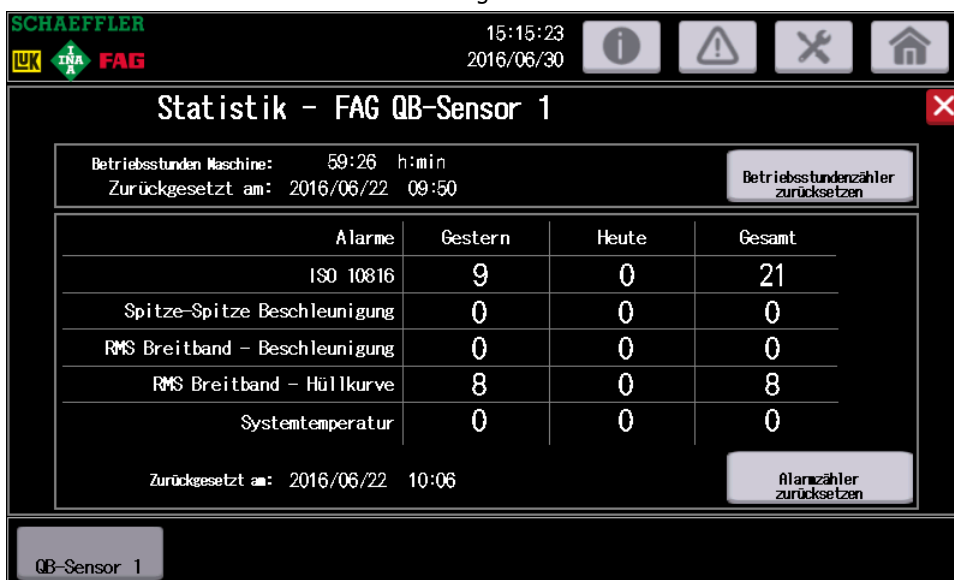 SCHAEFFLER
LUK INA FAG
15:15:23
2016/06/30
Statistik - FAG QB-Sensor 1
Betriebsstunden Maschine: 59:26 h:min
Zurückgesetzt am: 2016/06/22 09:50
Betriebsstundenzähler
zurücksetzen
Alarme Gestern Heute Gesamt
ISO 10816 9 0 21
Spitze-Spitze Beschleunigung 0 0 0
RMS Breitband - Beschleunigung 0 0 0
RMS Breitband - Hüllkurve 8 0 8
Systemtemperatur 0 0 0
Zurückgesetzt am: 2016/06/22 10:06
Alarmzähler
zurücksetzen
QB-Sensor 1